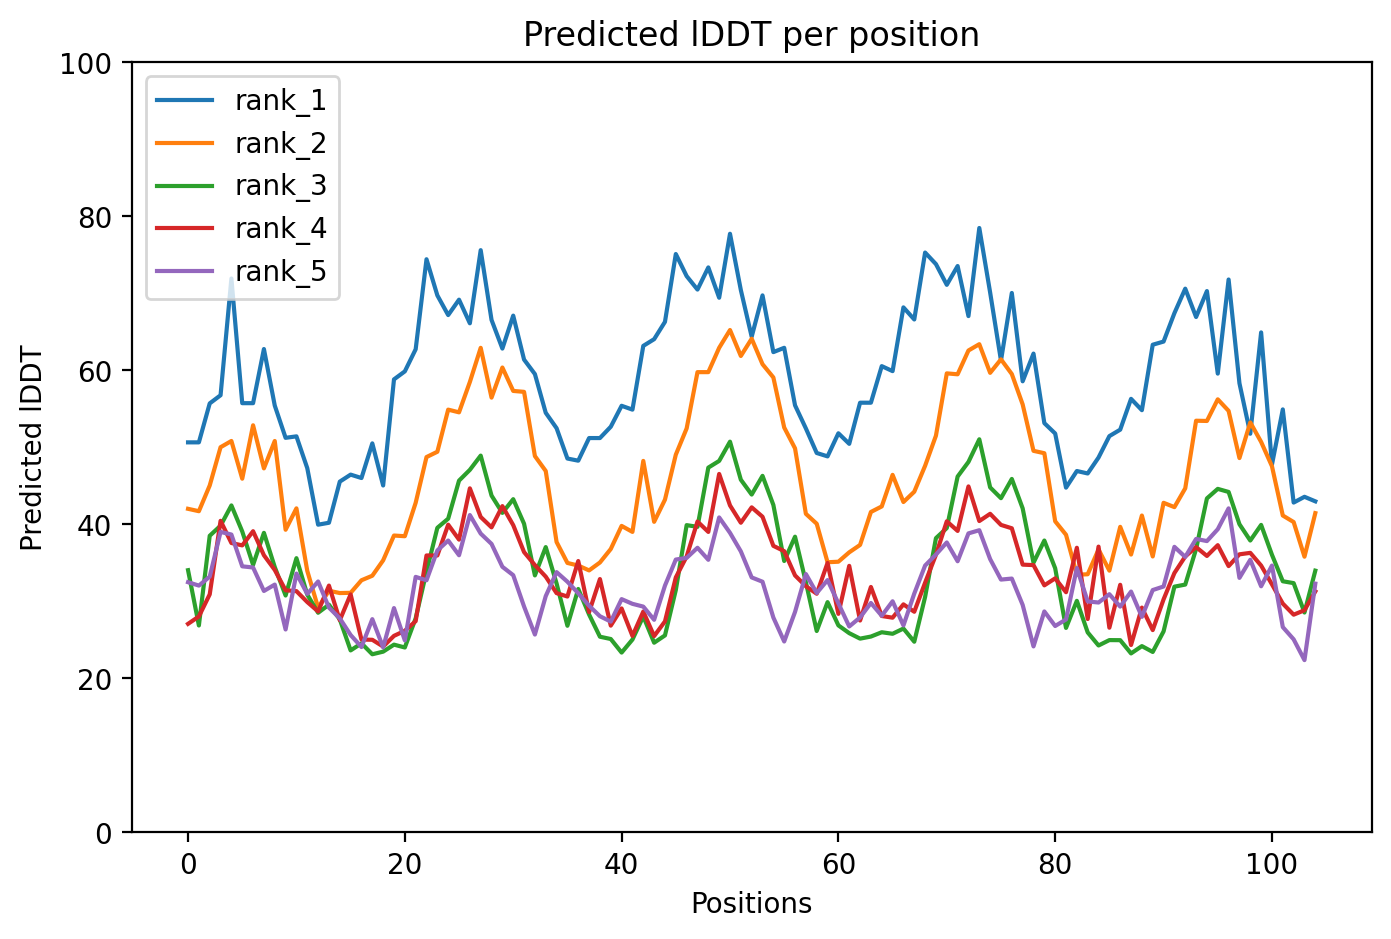 Predicted lDDT per position
100
80
60
40
20
0
Predicted lDDT
rank_1
rank_2
rank_3
rank_4
rank_5
0 20 40 60 80 100
Positions